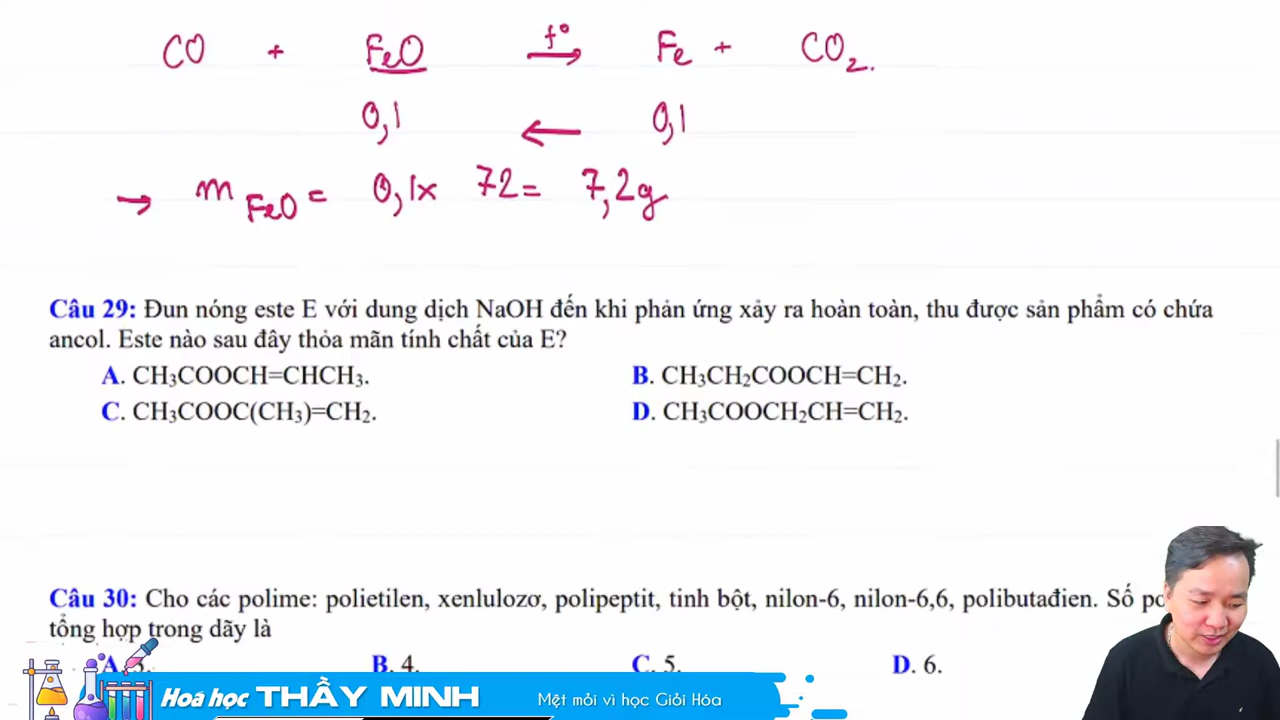 CO + FeO t° → Fe + CO₂.
0,1 ← 0,1
→ m FeO = 0,1x 72= 7,2g
Câu 29: Đun nóng este E với dung dịch NaOH đến khi phản ứng xảy ra hoàn toàn, thu được sản phẩm có chứa
ancol. Este nào sau đây thỏa mãn tính chất của E?
A. CH₃COOCH=CHCH₃. B. CH₃CH₂COOCH=CH₂.
C. CH₃COOC(CH₃)=CH₂. D. CH₃COOCH₂CH=CH₂.
Câu 30: Cho các polime: polietilen, xenlulozơ, polipeptit, tinh bột, nilon-6, nilon-6,6, polibutađien. Số
tổng hợp trong dãy là
A. 3. B. 4. C. 5. D. 6.
Hoá học THẦY MINH Mệt mỏi vì học Giỏi Hóa